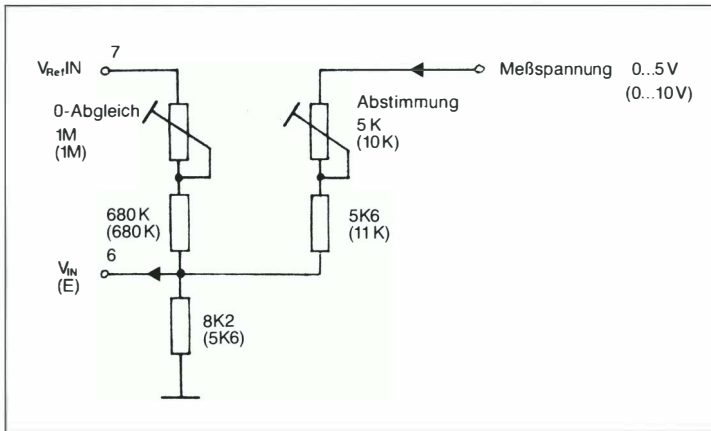 7
VRefIN
Meßspannung 0...5V
(0...10V)
0-Abgleich
1M
(1M)
Abstimmung
5K
(10K)
680K
(680K)
5K6
(11K)
6
VIN
(E)
8K2
(5K6)